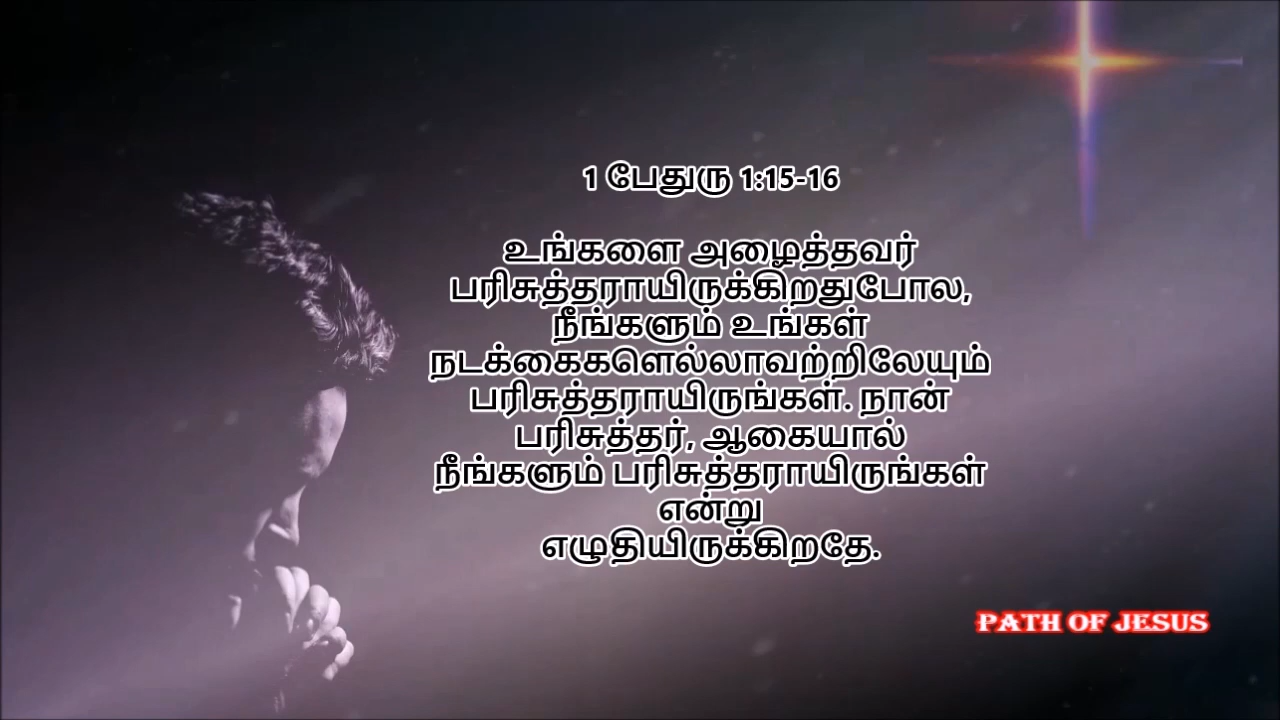 1 பேதுரு 1:15-16
உங்களை அழைத்தவர்
பரிசுத்தராயிருக்கிறதுபோல,
நீங்களும் உங்கள்
நடக்கைகளெல்லாவற்றிலேயும்
பரிசுத்தராயிருங்கள். நான்
பரிசுத்தர், ஆகையால்
நீங்களும் பரிசுத்தராயிருங்கள்
என்று
எழுதியிருக்கிறதே.
PATH OF JESUS